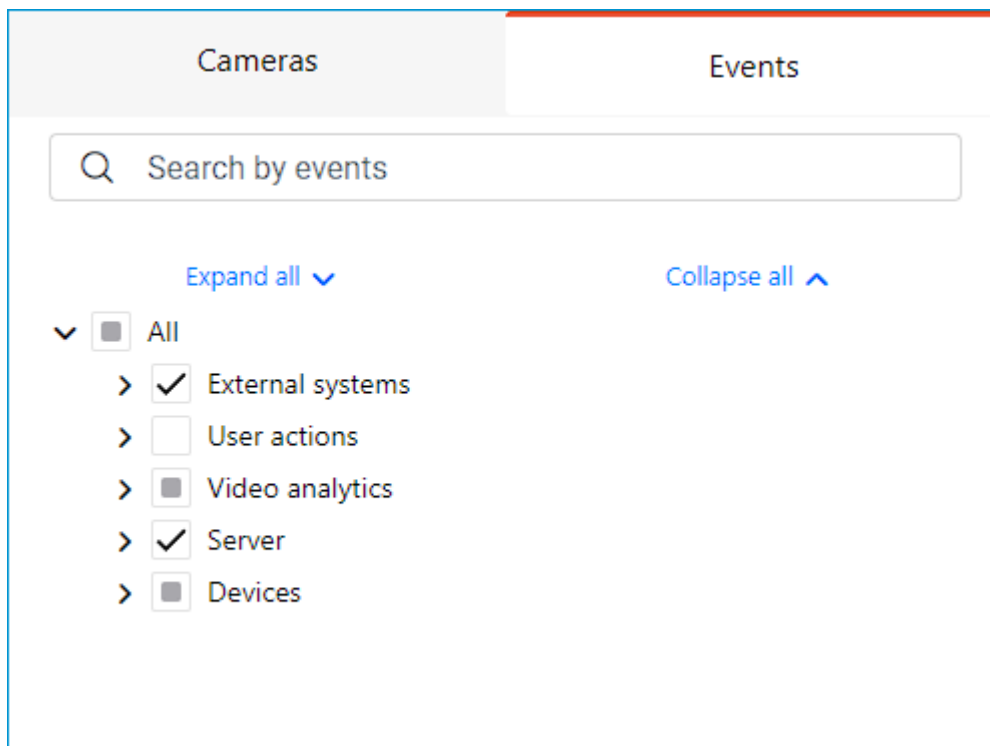 Cameras
Events
Search by events
Expand all
Collapse all
All
External systems
User actions
Video analytics
Server
Devices